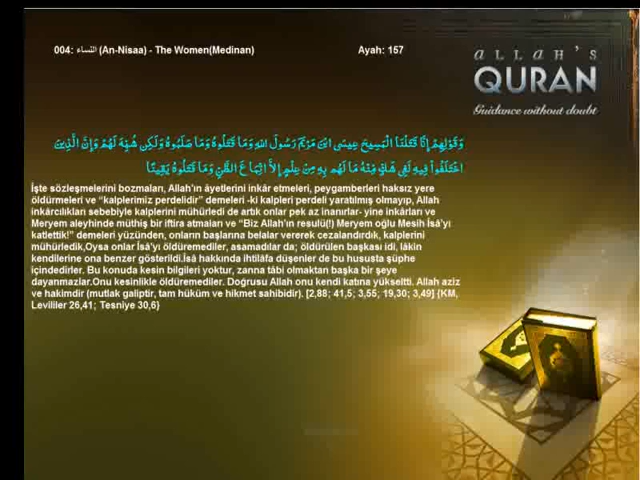 004: النساء (An-Nisaa) - The Women(Medinan)
Ayah: 157
ALLAH'S
QURAN
Guidance without doubt
وَقَوْلِهِمْ إِنَّا قَتَلْنَا الْمَسِيحَ عِيسَى ابْنَ مَرْيَمَ رَسُولَ اللّهِ وَمَا قَتَلُوهُ وَمَا صَلَبُوهُ وَلَكِن شُبِّهَ لَهُمْ وَإِنَّ الَّذِينَ
اخْتَلَفُواْ فِيهِ لَفِي شَكٍّ مِّنْهُ مَا لَهُم بِهِ مِنْ عِلْمٍ إِلاَّ اتِّبَاعَ الظَّنِّ وَمَا قَتَلُوهُ يَقِينًا
İşte sözleşmelerini bozmaları, Allah'ın âyetlerini inkâr etmeleri, peygamberleri haksız yere
öldürmeleri ve "kalplerimiz perdelidir" demeleri -ki kalpleri perdeli yaratılmış olmayıp, Allah
inkârcılıkları sebebiyle kalplerini mühürledi de artık onlar pek az inanırlar- yine inkârları ve
Meryem aleyhinde müthiş bir iftira atmaları ve "Biz Allah'ın resulü(!) Meryem oğlu Mesih Îsâ'yı
katlettik!" demeleri yüzünden, onların başlarına belalar vererek cezalandırdık, kalplerini
mühürledik,Oysa onlar Îsâ'yı öldüremediler, asamadılar da; öldürülen başkası idi, lâkin
kendilerine ona benzer gösterildi.Îsâ hakkında ihtilâfa düşenler de bu hususta şüphe
içindedirler. Bu konuda kesin bilgileri yoktur, zanna tâbi olmaktan başka bir şeye
dayanmazlar.Onu kesinlikle öldüremediler. Doğrusu Allah onu kendi katına yükseltti. Allah aziz
ve hakimdir (mutlak galiptir, tam hüküm ve hikmet sahibidir). [2,88; 41,5; 3,55; 19,30; 3,49] {KM,
Levililer 26,41; Tesniye 30,6}